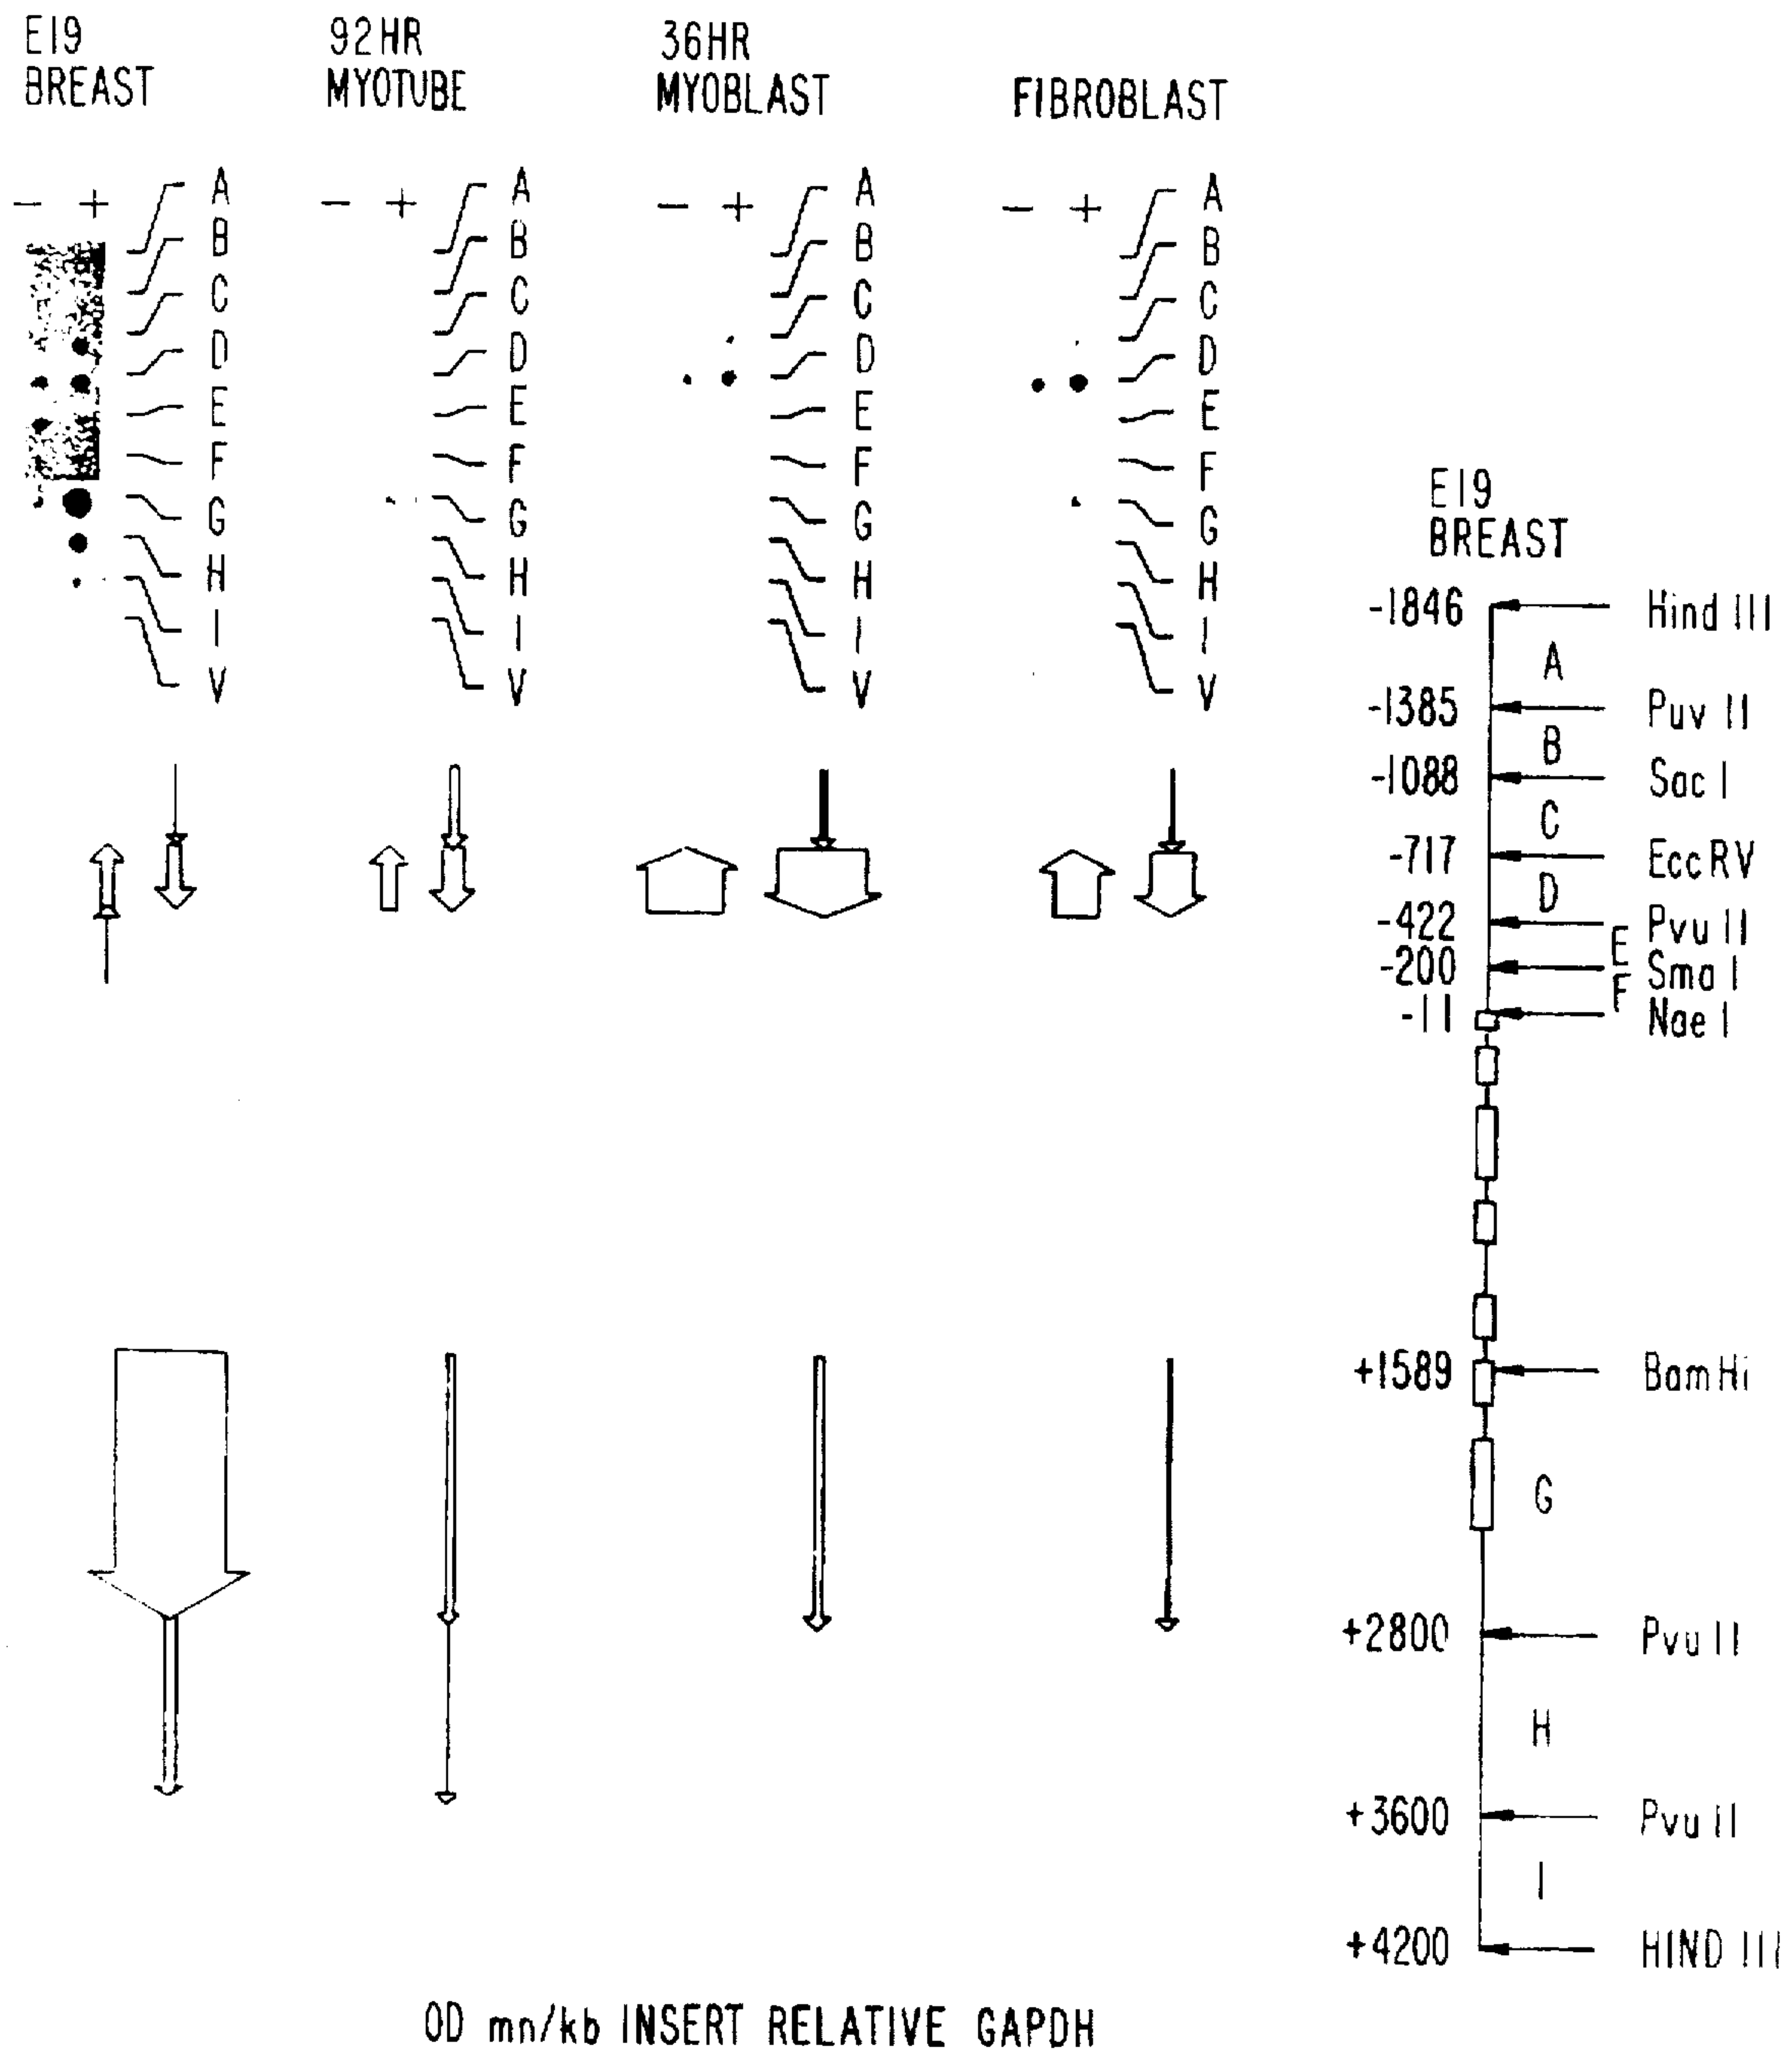 E19
BREAST
92HR
MYOTUBE
36HR
MYOBLAST
FIBROBLAST
- +
A
B
C
D
E
F
G
H
I
V
- +
A
B
C
D
E
F
G
H
I
V
- +
A
B
C
D
E
F
G
H
I
V
- +
A
B
C
D
E
F
G
H
I
V
E19
BREAST
-1846 Hind III
A
-1385 Puv II
B
-1088 Sac I
C
-717 EccRV
D
-422 Pvu II
E
-200 Sma I
F
-11 Nae I
+1589 BamHi
G
+2800 Pvu II
H
+3600 Pvu II
I
+4200 HIND III
OD mn/kb INSERT RELATIVE GAPDH